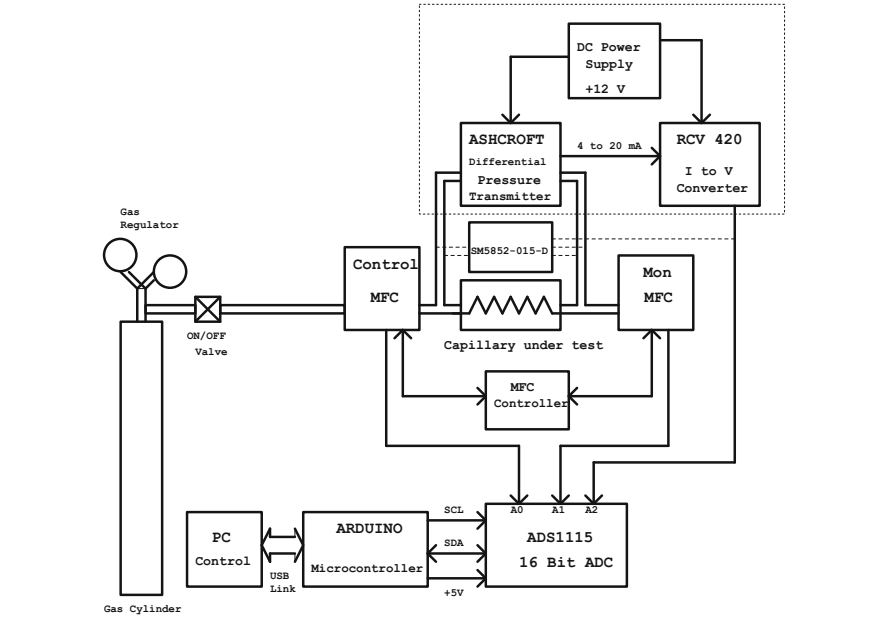 DC Power
Supply
+12 V
ASHCROFT
Differential
Pressure
Transmitter
4 to 20 mA
RCV 420
I to V
Converter
Gas
Regulator
SM5852-015-D
Control
MFC
Mon
MFC
ON/OFF
Valve
Capillary under test
MFC
Controller
A0
A1
A2
PC
Control
USB
Link
ARDUINO
Microcontroller
SCL
SDA
+5V
ADS1115
16 Bit ADC
Gas Cylinder